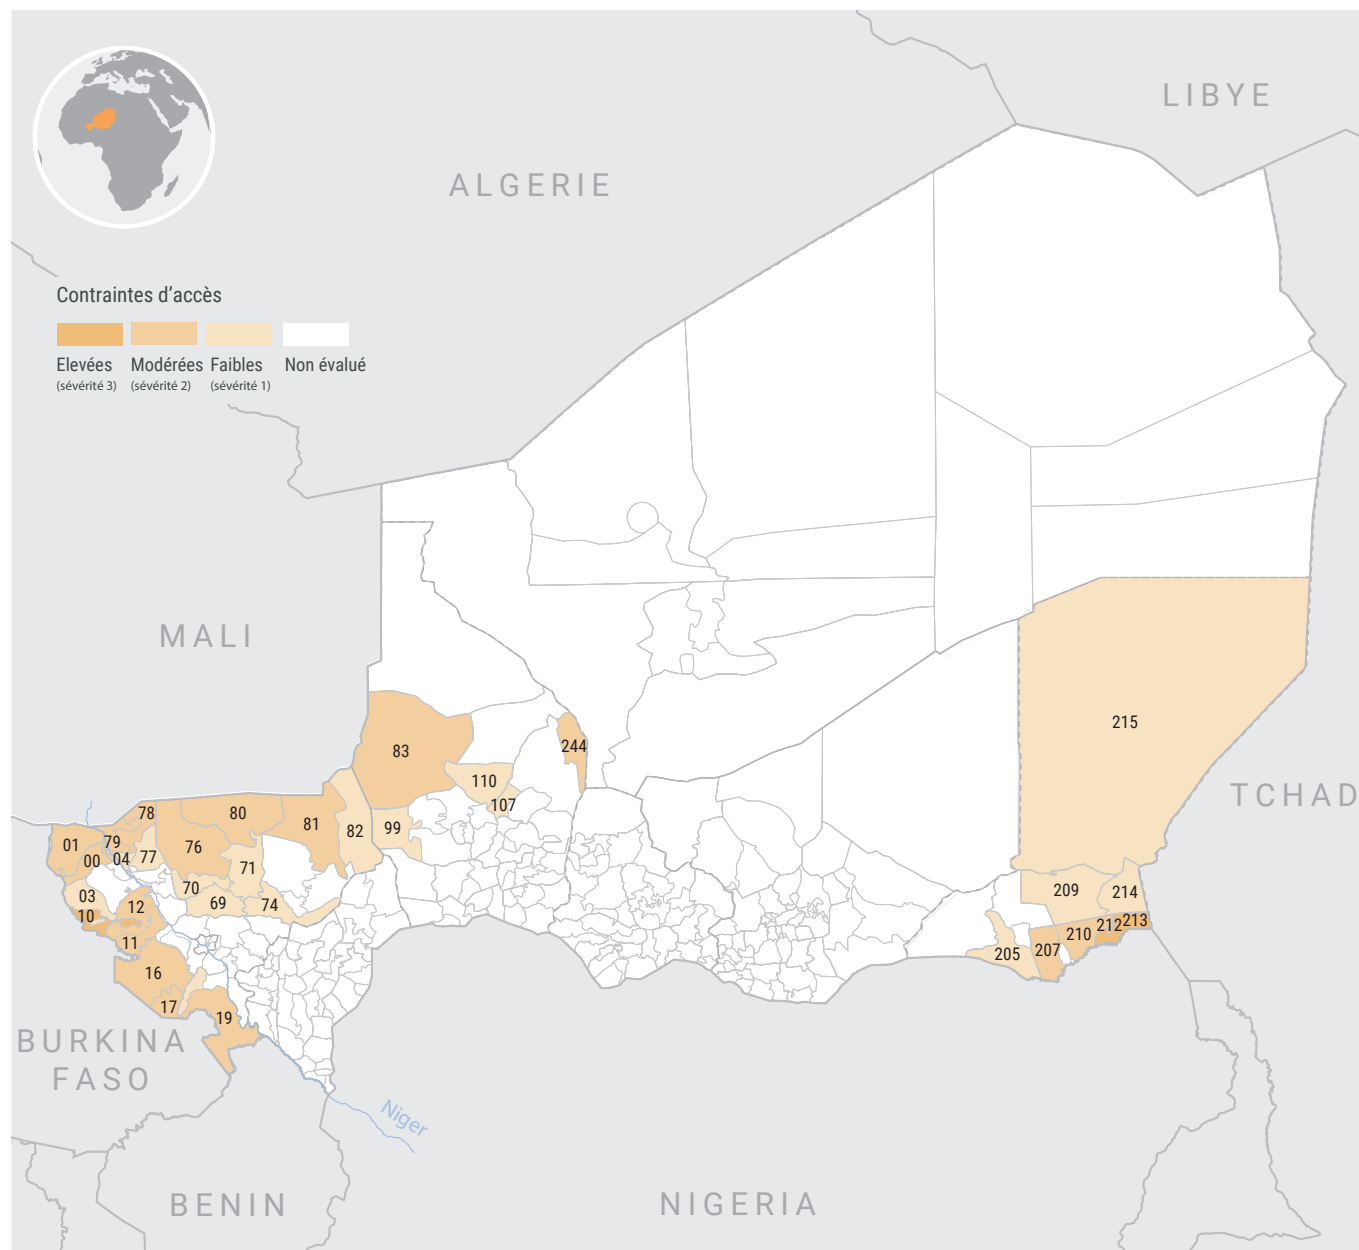 LIBYE
ALGERIE
Contraintes d'accès
Elevées Modérées Faibles Non évalué
(sévérité 3) (sévérité 2) (sévérité 1)
MALI
215
244
83
110
TCHAD
107
78
80
81
82
99
01
79
76
00
04
77
71
03
70
69
74
209
214
10
12
11
213
212
210
207
205
16
17
19
BURKINA
FASO
Niger
BENIN
NIGERIA